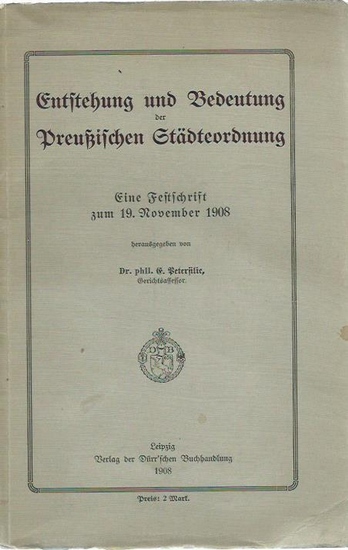 Entstehung und Bedeutung
der
Preußischen Städteordnung
Eine Festschrift
zum 19. November 1908
herausgegeben von
Dr. phil. E. Petersilie,
Gerichtsassessor.
D B
Leipzig
Verlag der Dürr'schen Buchhandlung
1908
Preis: 2 Mark.